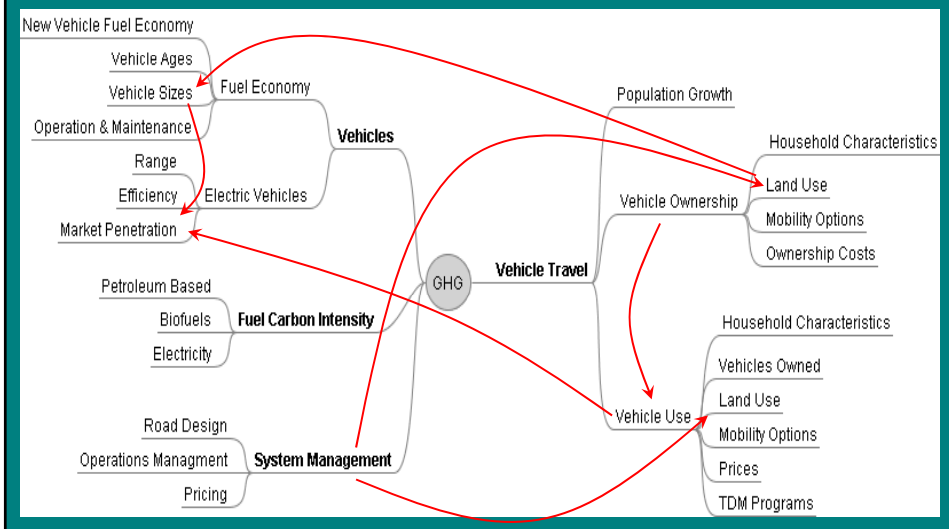 New Vehicle Fuel Economy
Vehicle Ages
Vehicle Sizes
Operation & Maintenance
Fuel Economy
Range
Efficiency
Market Penetration
Electric Vehicles
Vehicles
Petroleum Based
Biofuels
Electricity
Fuel Carbon Intensity
Road Design
Operations Managment
Pricing
System Management
GHG
Vehicle Travel
Population Growth
Vehicle Ownership
Household Characteristics
Land Use
Mobility Options
Ownership Costs
Vehicle Use
Household Characteristics
Vehicles Owned
Land Use
Mobility Options
Prices
TDM Programs